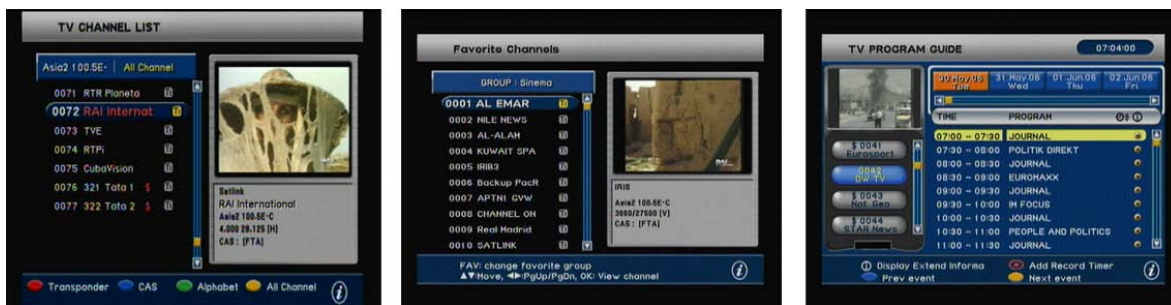 TV CHANNEL LIST
Asia2 100.5E- All Channel
0071 RTR Planeta
0072 RAI Internat
0073 TVE
0074 RTPi
0075 CubaVision
0076 321 Tata 1 $
0077 322 Tata 2 $
Satlink
RAI International
Asia2 100.5E-C
4.000 28.125 [H]
CAS : [FTA]
Transponder CAS Alphabet All Channel
Favorite Channels
GROUP : Sinema
0001 AL EMAR
0002 NILE NEWS
0003 AL-ALAM
0004 KUWAIT SPA
0005 IRIB3
0006 Backup PacR
0007 APTN1 GVW
0008 CHANNEL ON
0009 Real Madrid
0010 SATLINK
Asia2 100.5E-C
3660/27500 [V]
CAS : [FTA]
FAV: change favorite group
▲▼:Move, ◀▶:PgUp/PgDn, OK: View channel
TV PROGRAM GUIDE
07:04:00
30.May.06 Tue
31.May.06 Wed
01.Jun.06 Thu
02.Jun.06 Fri
TIME PROGRAM
$ 0041
Eurosport
0042
DW TV
$ 0043
Nat. Geo
$ 0044
STAR News
07:00 ~ 07:30 JOURNAL
07:30 ~ 08:00 POLITIK DIREKT
08:00 ~ 08:30 JOURNAL
08:30 ~ 09:00 EUROMAXX
09:00 ~ 09:30 JOURNAL
09:30 ~ 10:00 IM FOCUS
10:00 ~ 10:30 JOURNAL
10:30 ~ 11:00 PEOPLE AND POLITICS
11:00 ~ 11:30 JOURNAL
Display Extend Informa
Add Record Timer
Prev event
Next event